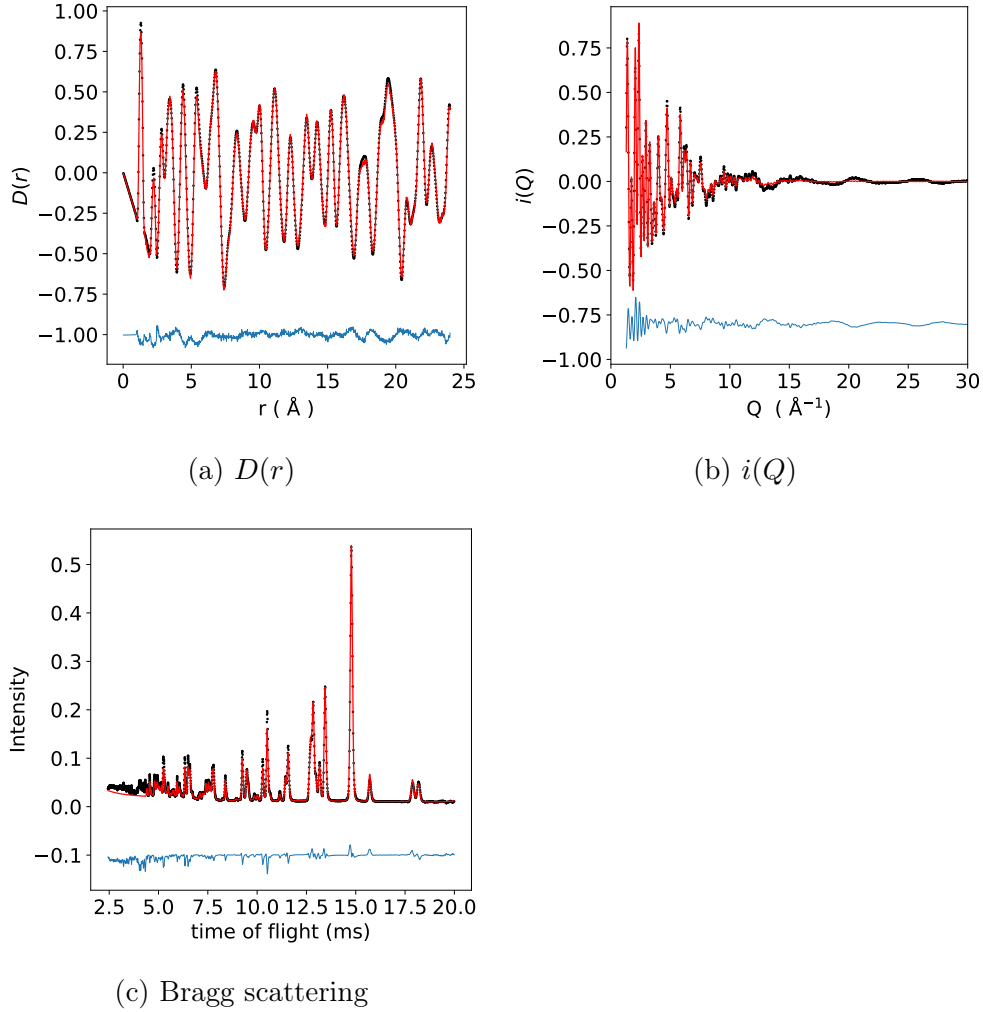 1.00
0.75
0.50
0.25
0.00
−0.25
−0.50
−0.75
−1.00
D(r)
0 5 10 15 20 25
r ( Å )
(a) D(r)
0.75
0.50
0.25
0.00
−0.25
−0.50
−0.75
−1.00
i(Q)
0 5 10 15 20 25 30
Q ( Å⁻¹)
(b) i(Q)
0.5
0.4
0.3
0.2
0.1
0.0
−0.1
Intensity
2.5 5.0 7.5 10.0 12.5 15.0 17.5 20.0
time of flight (ms)
(c) Bragg scattering